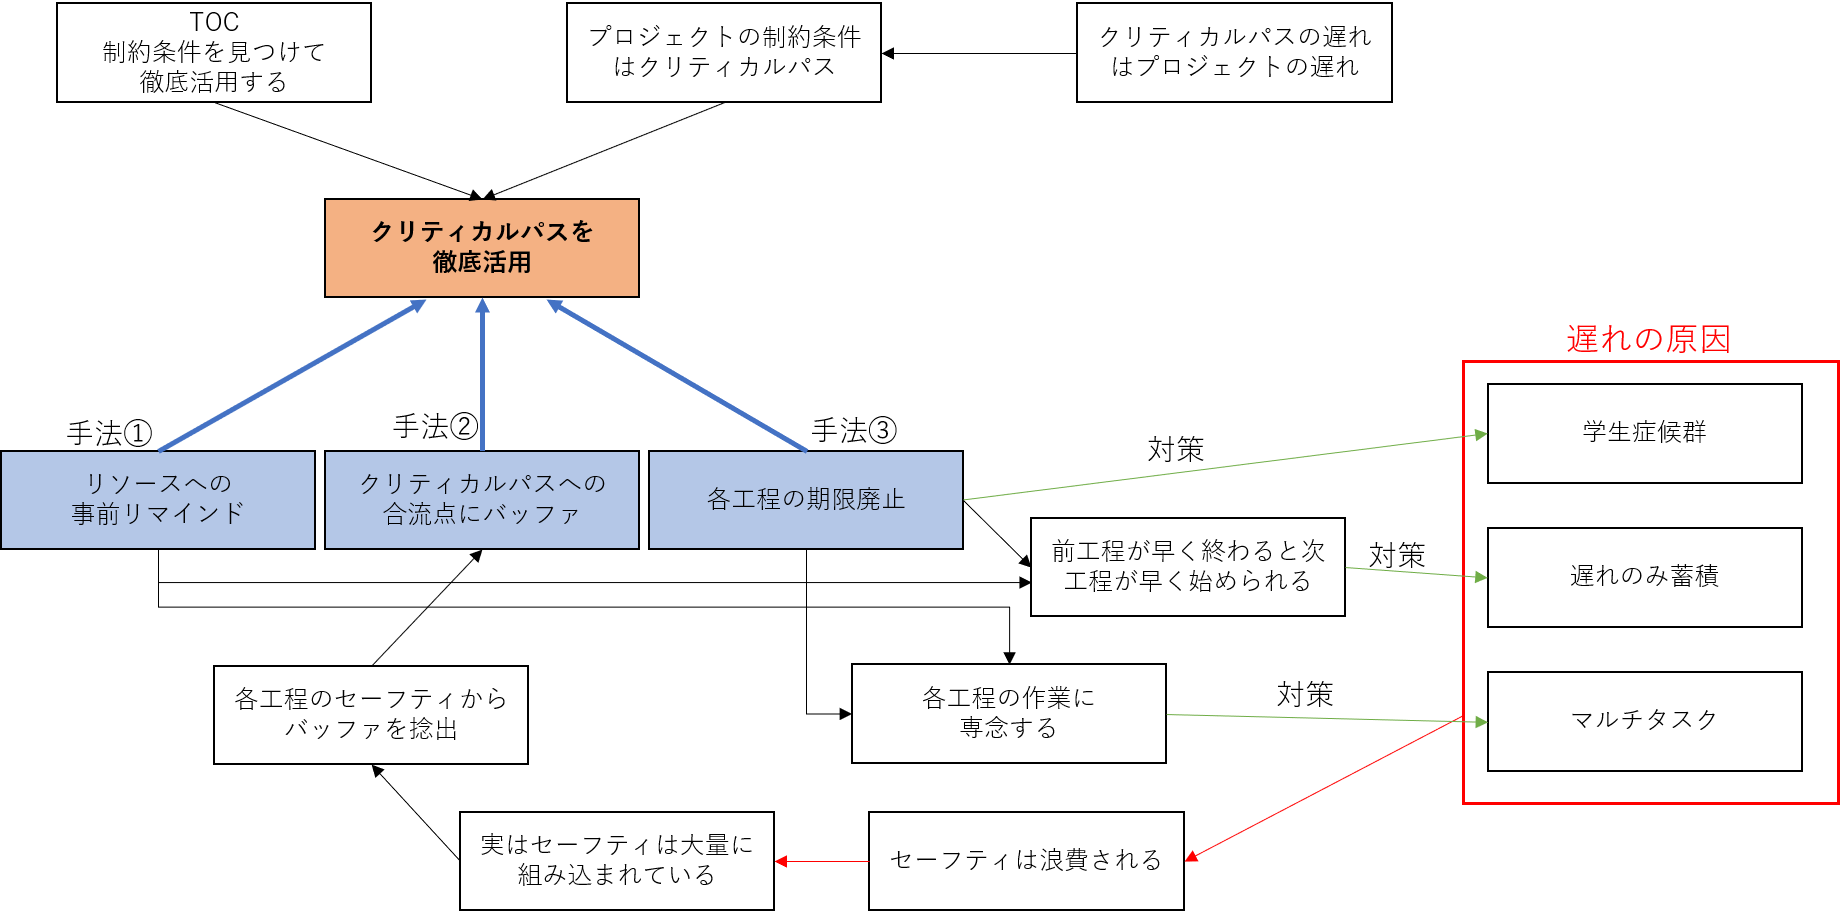 TOC
制約条件を見つけて
徹底活用する
プロジェクトの制約条件
はクリティカルパス
クリティカルパスの遅れ
はプロジェクトの遅れ
クリティカルパスを
徹底活用
遅れの原因
手法①
手法②
手法③
対策
学生症候群
リソースへの
事前リマインド
クリティカルパスへの
合流点にバッファ
各工程の期限廃止
前工程が早く終わると次
工程が早く始められる
対策
遅れのみ蓄積
各工程のセーフティから
バッファを捻出
各工程の作業に
専念する
対策
マルチタスク
実はセーフティは大量に
組み込まれている
セーフティは浪費される